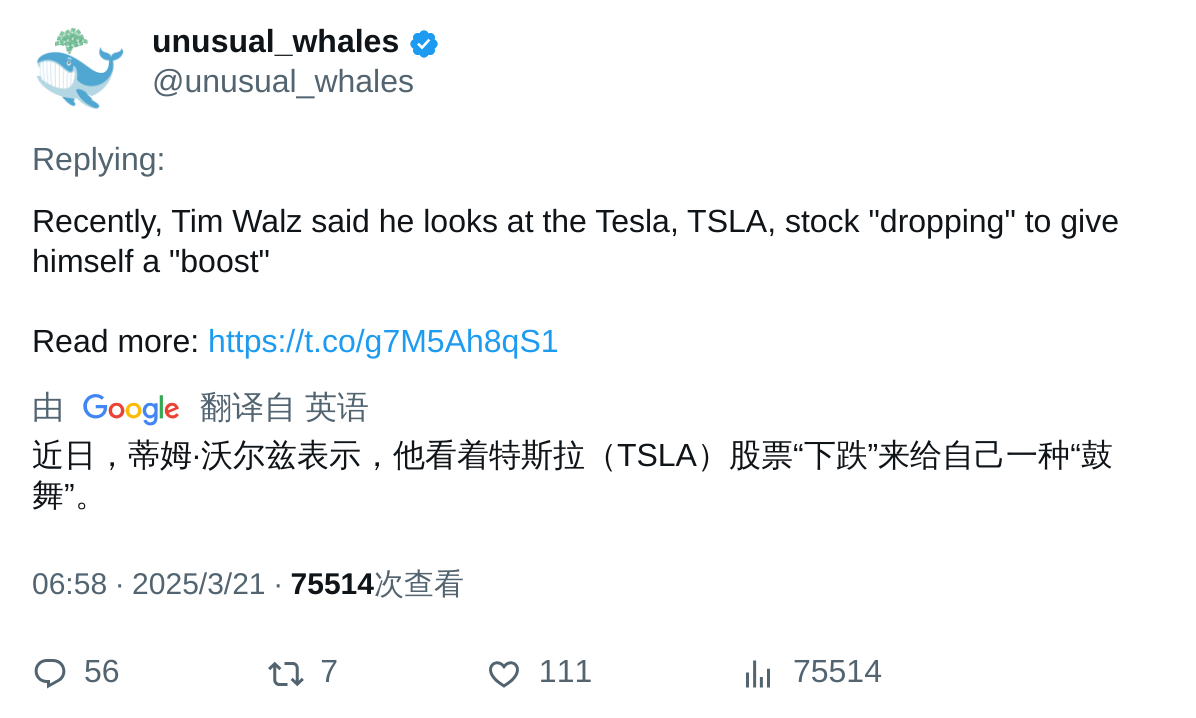 unusual_whales
@unusual_whales
Replying:
Recently, Tim Walz said he looks at the Tesla, TSLA, stock "dropping" to give
himself a "boost"
Read more: https://t.co/g7M5Ah8qS1
由 Google 翻译自 英语
近日，蒂姆·沃尔兹表示，他看着特斯拉（TSLA）股票“下跌”来给自己一种“鼓
舞”。
06:58 · 2025/3/21 · 75514次查看
56 7 111 75514